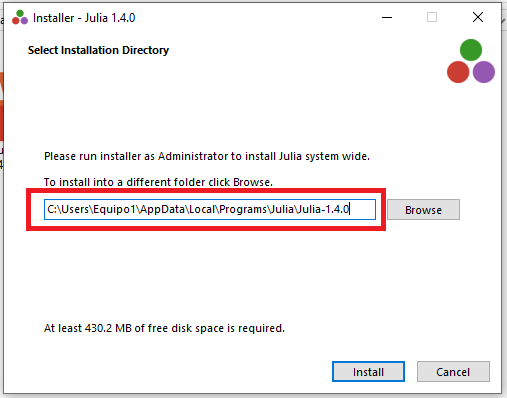 Installer - Julia 1.4.0
Select Installation Directory
Please run installer as Administrator to install Julia system wide.
To install into a different folder click Browse.
C:\Users\Equipo1\AppData\Local\Programs\Julia\Julia-1.4.0
Browse
At least 430.2 MB of free disk space is required.
Install
Cancel